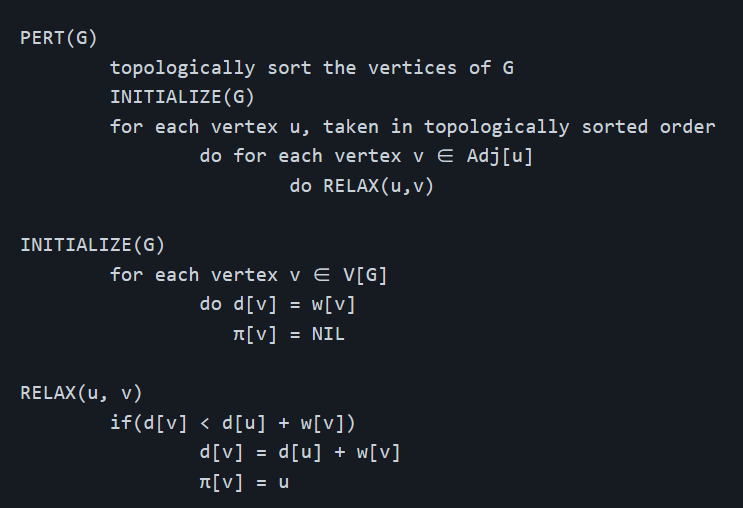 PERT(G)
topologically sort the vertices of G
INITIALIZE(G)
for each vertex u, taken in topologically sorted order
do for each vertex v ∈ Adj[u]
do RELAX(u,v)
INITIALIZE(G)
for each vertex v ∈ V[G]
do d[v] = w[v]
π[v] = NIL
RELAX(u, v)
if(d[v] < d[u] + w[v])
d[v] = d[u] + w[v]
π[v] = u